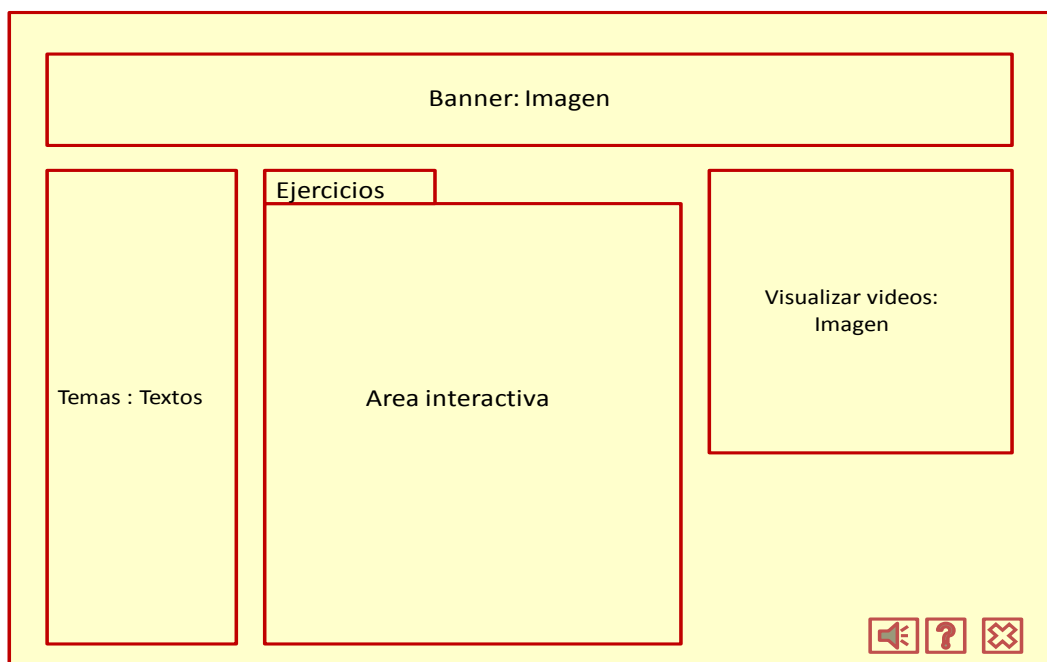 Banner: Imagen
Ejercicios
Visualizar videos:
Imagen
Temas : Textos
Area interactiva
?